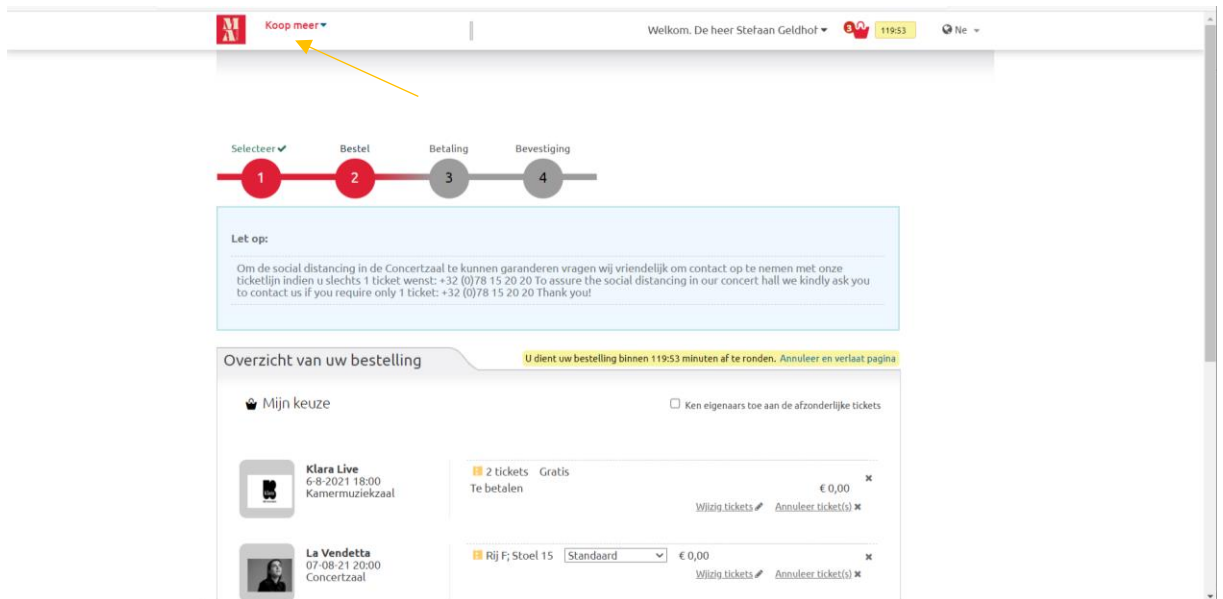 MA
Koop meer
Welkom. De heer Stefaan Geldhof
3
119:53
Ne
Selecteer
Bestel
Betaling
Bevestiging
1
2
3
4
Let op:
Om de social distancing in de Concertzaal te kunnen garanderen vragen wij vriendelijk om contact op te nemen met onze
ticketlijn indien u slechts 1 ticket wenst: +32 (0)78 15 20 20 To assure the social distancing in our concert hall we kindly ask you
to contact us if you require only 1 ticket: +32 (0)78 15 20 20 Thank you!
Overzicht van uw bestelling
U dient uw bestelling binnen 119:53 minuten af te ronden. Annuleer en verlaat pagina
Mijn keuze
Ken eigenaars toe aan de afzonderlijke tickets
Klara Live
6-8-2021 18:00
Kamermuziekzaal
2 tickets Gratis
Te betalen € 0,00
Wijzig tickets Annuleer ticket(s)
La Vendetta
07-08-21 20:00
Concertzaal
Rij F; Stoel 15 Standaard € 0,00
Wijzig tickets Annuleer ticket(s)